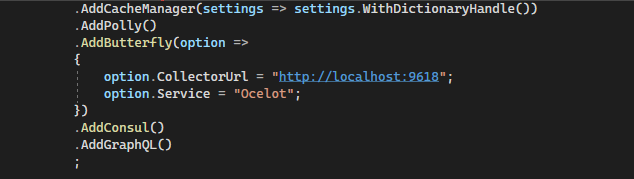 .AddCacheManager(settings => settings.WithDictionaryHandle())
.AddPolly()
.AddButterfly(option =>
{
option.CollectorUrl = "http://localhost:9618";
option.Service = "Ocelot";
})
.AddConsul()
.AddGraphQL()
;